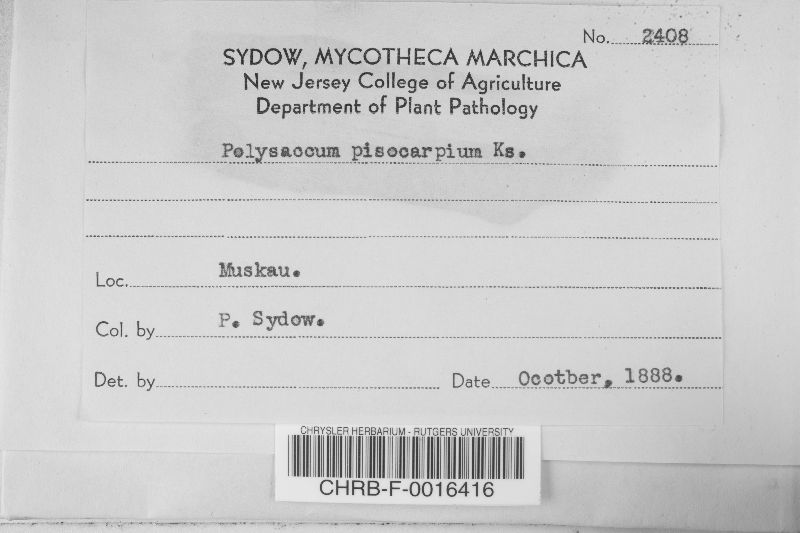 No. 2408
SYDOW, MYCOTHECA MARCHICA
New Jersey College of Agriculture
Department of Plant Pathology
Polysaccum pisocarpium Ks.
Loc. Muskau.
Col. by P. Sydow.
Det. by Date Ocotber, 1888.
CHRYSLER HERBARIUM - RUTGERS UNIVERSITY
CHRB-F-0016416